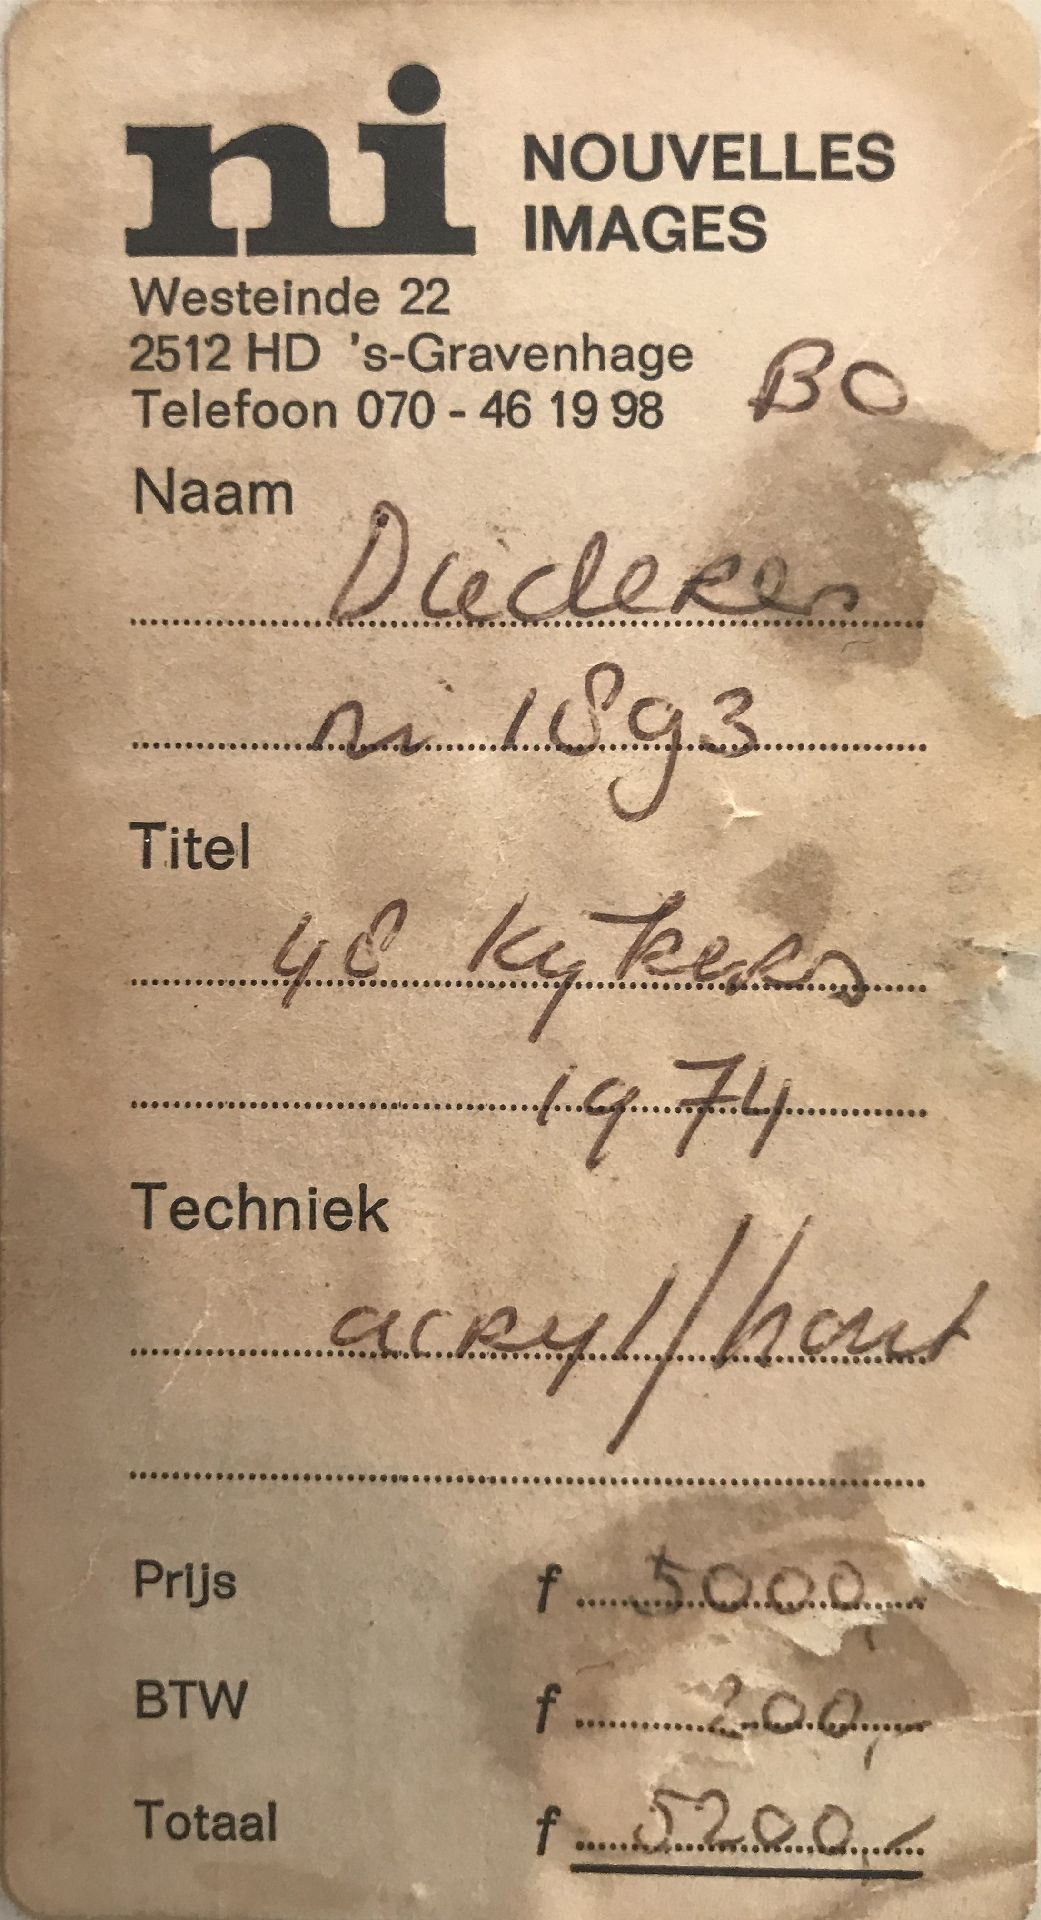 ni NOUVELLES
IMAGES
Westeinde 22
2512 HD 's-Gravenhage
Telefoon 070 - 46 19 98
BO
Naam
Diederen
ni 1893
Titel
48 kykers
1974
Techniek
acryl/hout
Prijs f 5000,-
BTW f 200,-
Totaal f 5200,-